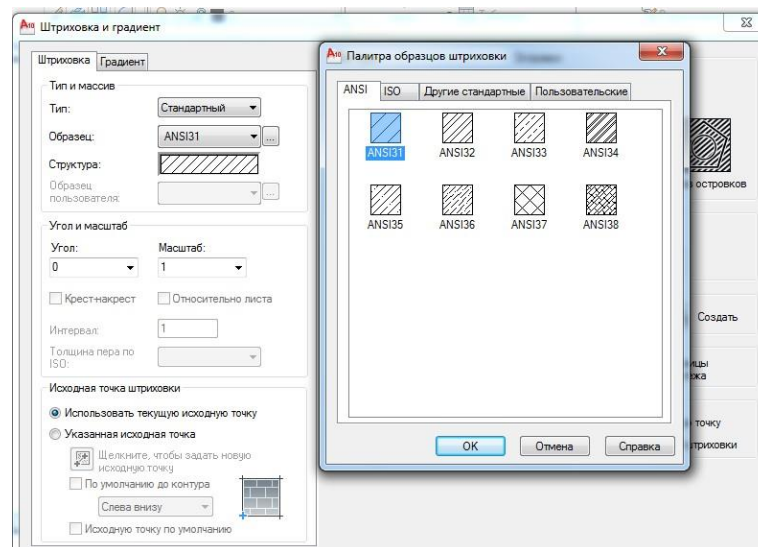 Штриховка и градиент
Штриховка Градиент
Тип и массив
Тип: Стандартный
Образец: ANSI31 ...
Структура:
Образец пользователя: ...
Угол и масштаб
Угол: Масштаб:
0 1
Крест-накрест Относительно листа
Интервал: 1
Толщина пера по ISO:
Исходная точка штриховки
Использовать текущую исходную точку
Указанная исходная точка
Щелкните, чтобы задать новую
исходную точку
По умолчанию до контура
Слева внизу
Исходную точку по умолчанию
Палитра образцов штриховки
ANSI ISO Другие стандартные Пользовательские
ANSI31 ANSI32 ANSI33 ANSI34
ANSI35 ANSI36 ANSI37 ANSI38
OK Отмена Справка
островков
Создать
точку